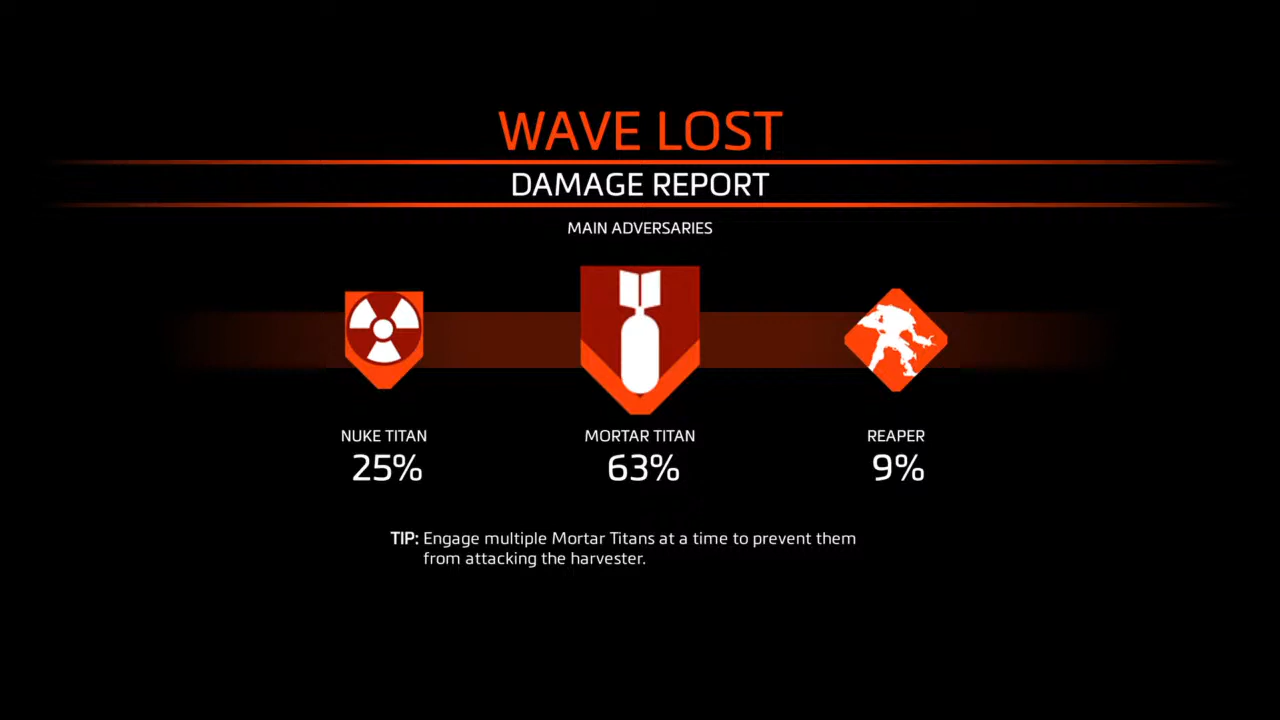 WAVE LOST
DAMAGE REPORT
MAIN ADVERSARIES
NUKE TITAN
25%
MORTAR TITAN
63%
REAPER
9%
TIP: Engage multiple Mortar Titans at a time to prevent them
from attacking the harvester.